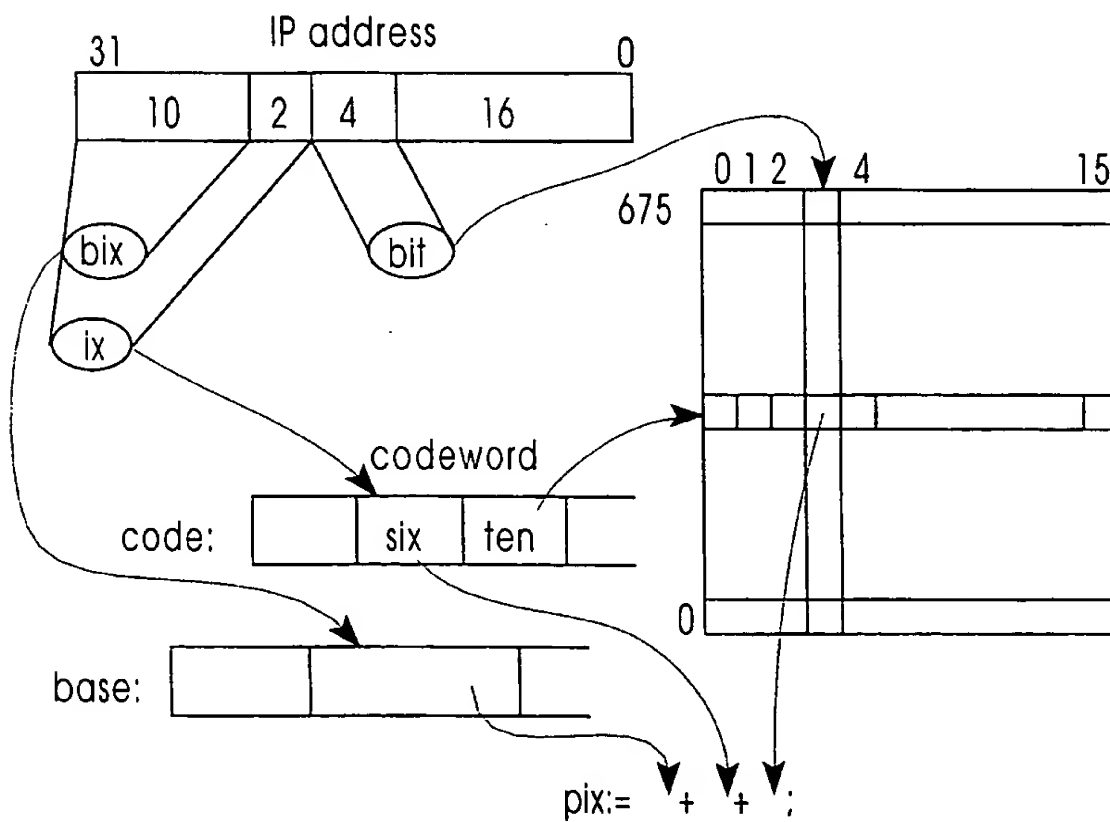 IP address
31 0
10 2 4 16
0 1 2 4 15
675
bix bit
ix
codeword
code: six ten
0
base:
pix:= + + ;